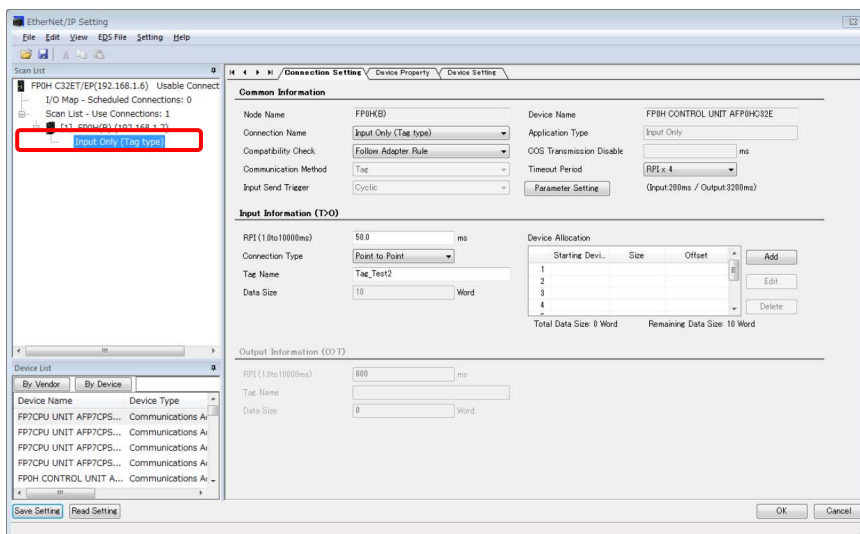 EtherNet/IP Setting
File Edit View EDS File Setting Help
Scan List
FP0H C32ET/EP(192.168.1.6) Usable Connect
I/O Map - Scheduled Connections: 0
Scan List - Use Connections: 1
[1] FP0H(B) (192.168.1.7)
Input Only (Tag type)
Connection Setting Device Property Device Setting
Common Information
Node Name FP0H(B) Device Name FP0H CONTROL UNIT AFP0HC32E
Connection Name Input Only (Tag type) Application Type Input Only
Compatibility Check Follow Adapter Rule COS Transmission Disable ms
Communication Method Tag Timeout Period RPI x 4
Input Send Trigger Cyclic Parameter Setting (Input:200ms / Output:3200ms)
Input Information (T>O)
RPI (1.0to10000ms) 50.0 ms Device Allocation
Connection Type Point to Point Starting Devi... Size Offset Add
Tag Name Tag_Test2 1
Data Size 10 Word 2 Edit
3
4 Delete
Total Data Size: 0 Word Remaining Data Size: 10 Word
Output Information (O>T)
RPI (1.0to10000ms) 800 ms
Tag Name
Data Size 0 Word
Device List
By Vendor By Device
Device Name Device Type
FP7CPU UNIT AFP7CPS... Communications A
FP7CPU UNIT AFP7CPS... Communications A
FP7CPU UNIT AFP7CPS... Communications A
FP7CPU UNIT AFP7CPS... Communications A
FP0H CONTROL UNIT A... Communications A
Save Setting Read Setting OK Cancel